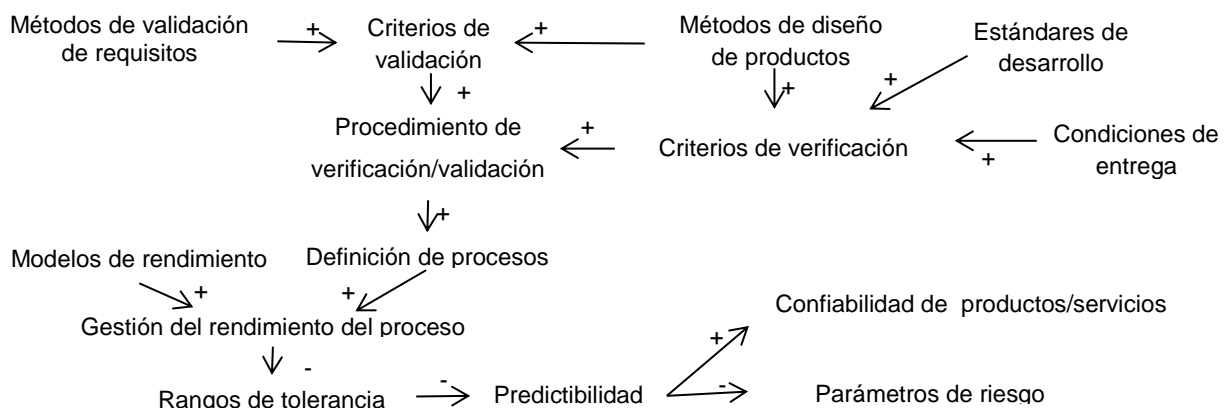 Métodos de validación
de requisitos
+
Criterios de
validación
+
Métodos de diseño
de productos
Estándares de
desarrollo
+
+
+
Procedimiento de
verificación/validación
+
Criterios de verificación
+
Condiciones de
entrega
+
Modelos de rendimiento
Definición de procesos
+
+
Gestión del rendimiento del proceso
Confiabilidad de productos/servicios
-
+
Rangos de tolerancia
-
Predictibilidad
-
Parámetros de riesgo